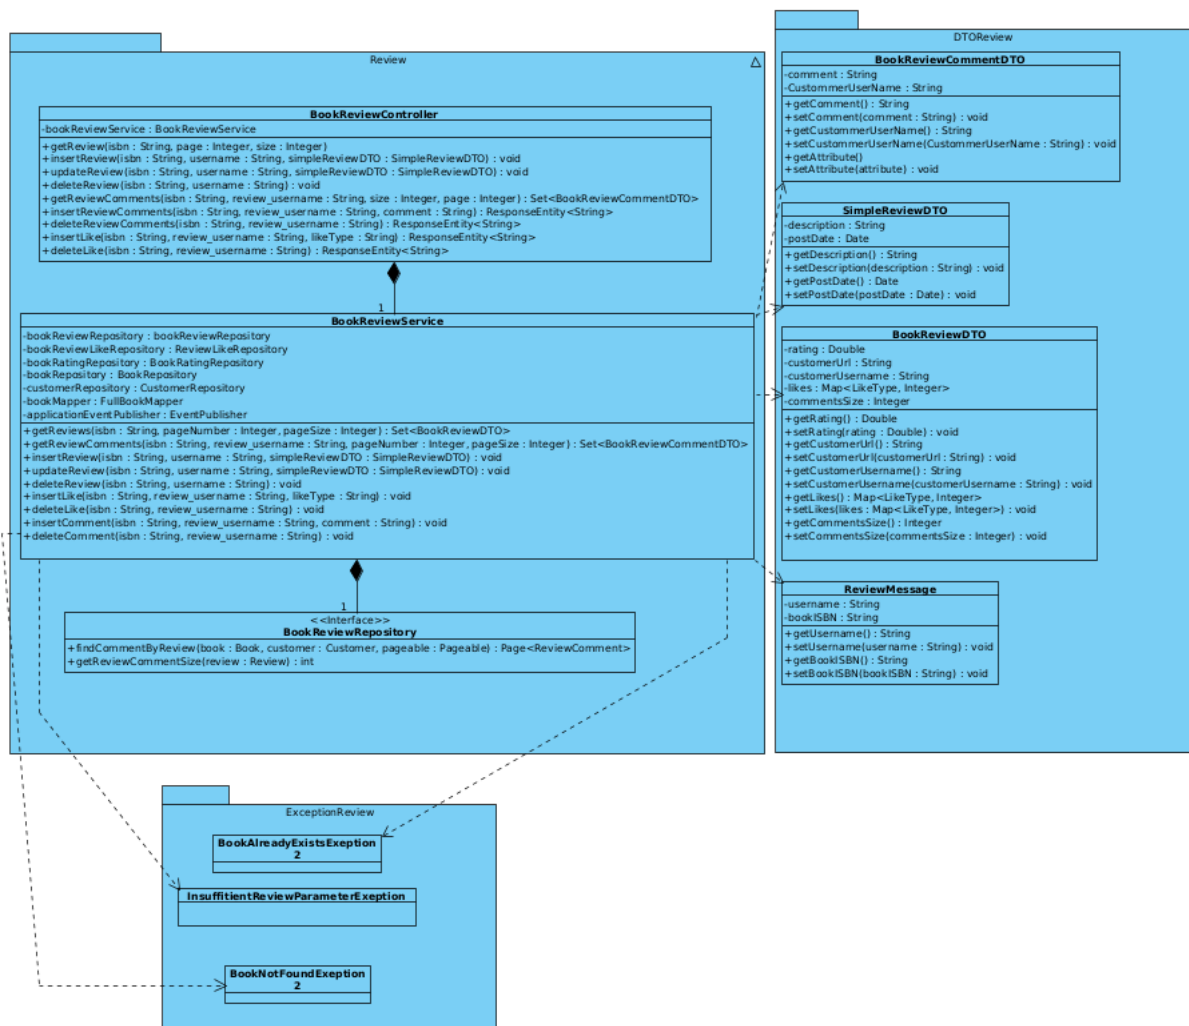 Review
BookReviewController
-bookReviewService : BookReviewService
+getReview(isbn : String, page : Integer, size : Integer)
+insertReview(isbn : String, username : String, simpleReviewDTO : SimpleReviewDTO) : void
+updateReview(isbn : String, username : String, simpleReviewDTO : SimpleReviewDTO) : void
+deleteReview(isbn : String, username : String) : void
+getReviewComments(isbn : String, review_username : String, size : Integer, page : Integer) : Set<BookReviewCommentDTO>
+insertReviewComments(isbn : String, review_username : String, comment : String) : ResponseEntity<String>
+deleteReviewComments(isbn : String, review_username : String) : ResponseEntity<String>
+insertLike(isbn : String, review_username : String, likeType : String) : ResponseEntity<String>
+deleteLike(isbn : String, review_username : String) : ResponseEntity<String>
1
BookReviewService
-bookReviewRepository : bookReviewRepository
-bookReviewLikeRepository : ReviewLikeRepository
-bookRatingRepository : BookRatingRepository
-bookRepository : BookRepository
-customerRepository : CustomerRepository
-bookMapper : FullBookMapper
-applicationEventPublisher : EventPublisher
+getReviews(isbn : String, pageNumber : Integer, pageSize : Integer) : Set<BookReviewDTO>
+getReviewComments(isbn : String, review_username : String, pageNumber : Integer, pageSize : Integer) : Set<BookReviewCommentDTO>
+insertReview(isbn : String, username : String, simpleReviewDTO : SimpleReviewDTO) : void
+updateReview(isbn : String, username : String, simpleReviewDTO : SimpleReviewDTO) : void
+deleteReview(isbn : String, username : String) : void
+insertLike(isbn : String, review_username : String, likeType : String) : void
+deleteLike(isbn : String, review_username : String) : void
+insertComment(isbn : String, review_username : String, comment : String) : void
+deleteComment(isbn : String, review_username : String) : void
1
<<Interface>>
BookReviewRepository
+findCommentByReview(book : Book, customer : Customer, pageable : Pageable) : Page<ReviewComment>
+getReviewCommentSize(review : Review) : int
DTOReview
BookReviewCommentDTO
-comment : String
-CustommerUserName : String
+getComment() : String
+setComment(comment : String) : void
+getCustommerUserName() : String
+setCustommerUserName(CustommerUserName : String) : void
+getAttribute()
+setAttribute(attribute) : void
SimpleReviewDTO
-description : String
-postDate : Date
+getDescription() : String
+setDescription(description : String) : void
+getPostDate() : Date
+setPostDate(postDate : Date) : void
BookReviewDTO
-rating : Double
-customerUrl : String
-customerUsername : String
-likes : Map<LikeType, Integer>
-commentsSize : Integer
+getRating() : Double
+setRating(rating : Double) : void
+getCustomerUrl() : String
+setCustomerUrl(customerUrl : String) : void
+getCustomerUsername() : String
+setCustomerUsername(customerUsername : String) : void
+getLikes() : Map<LikeType, Integer>
+setLikes(likes : Map<LikeType, Integer>) : void
+getCommentsSize() : Integer
+setCommentsSize(commentsSize : Integer) : void
ReviewMessage
-username : String
-bookISBN : String
+getUsername() : String
+setUsername(username : String) : void
+getBookISBN() : String
+setBookISBN(bookISBN : String) : void
ExceptionReview
BookAlreadyExistsExeption
2
InsuffitientReviewParameterExeption
BookNotFoundExeption
2